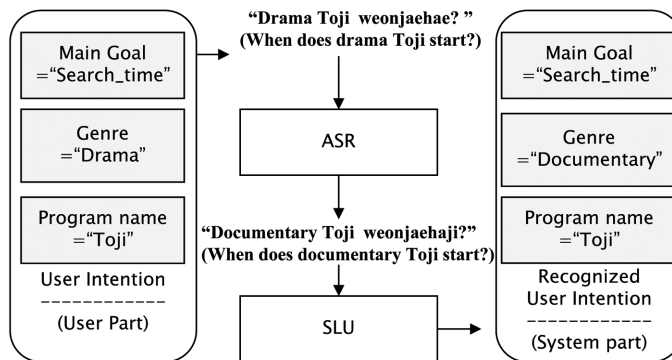 Main Goal
=“Search_time”
Genre
=“Drama”
Program name
=“Toji”
User Intention
------------
(User Part)
“Drama Toji weonjaehae? ”
(When does drama Toji start?)
ASR
“Documentary Toji weonjaehaji?”
(When does documentary Toji start?)
SLU
Main Goal
=“Search_time”
Genre
=“Documentary”
Program name
=“Toji”
Recognized
User Intention
------------
(System part)